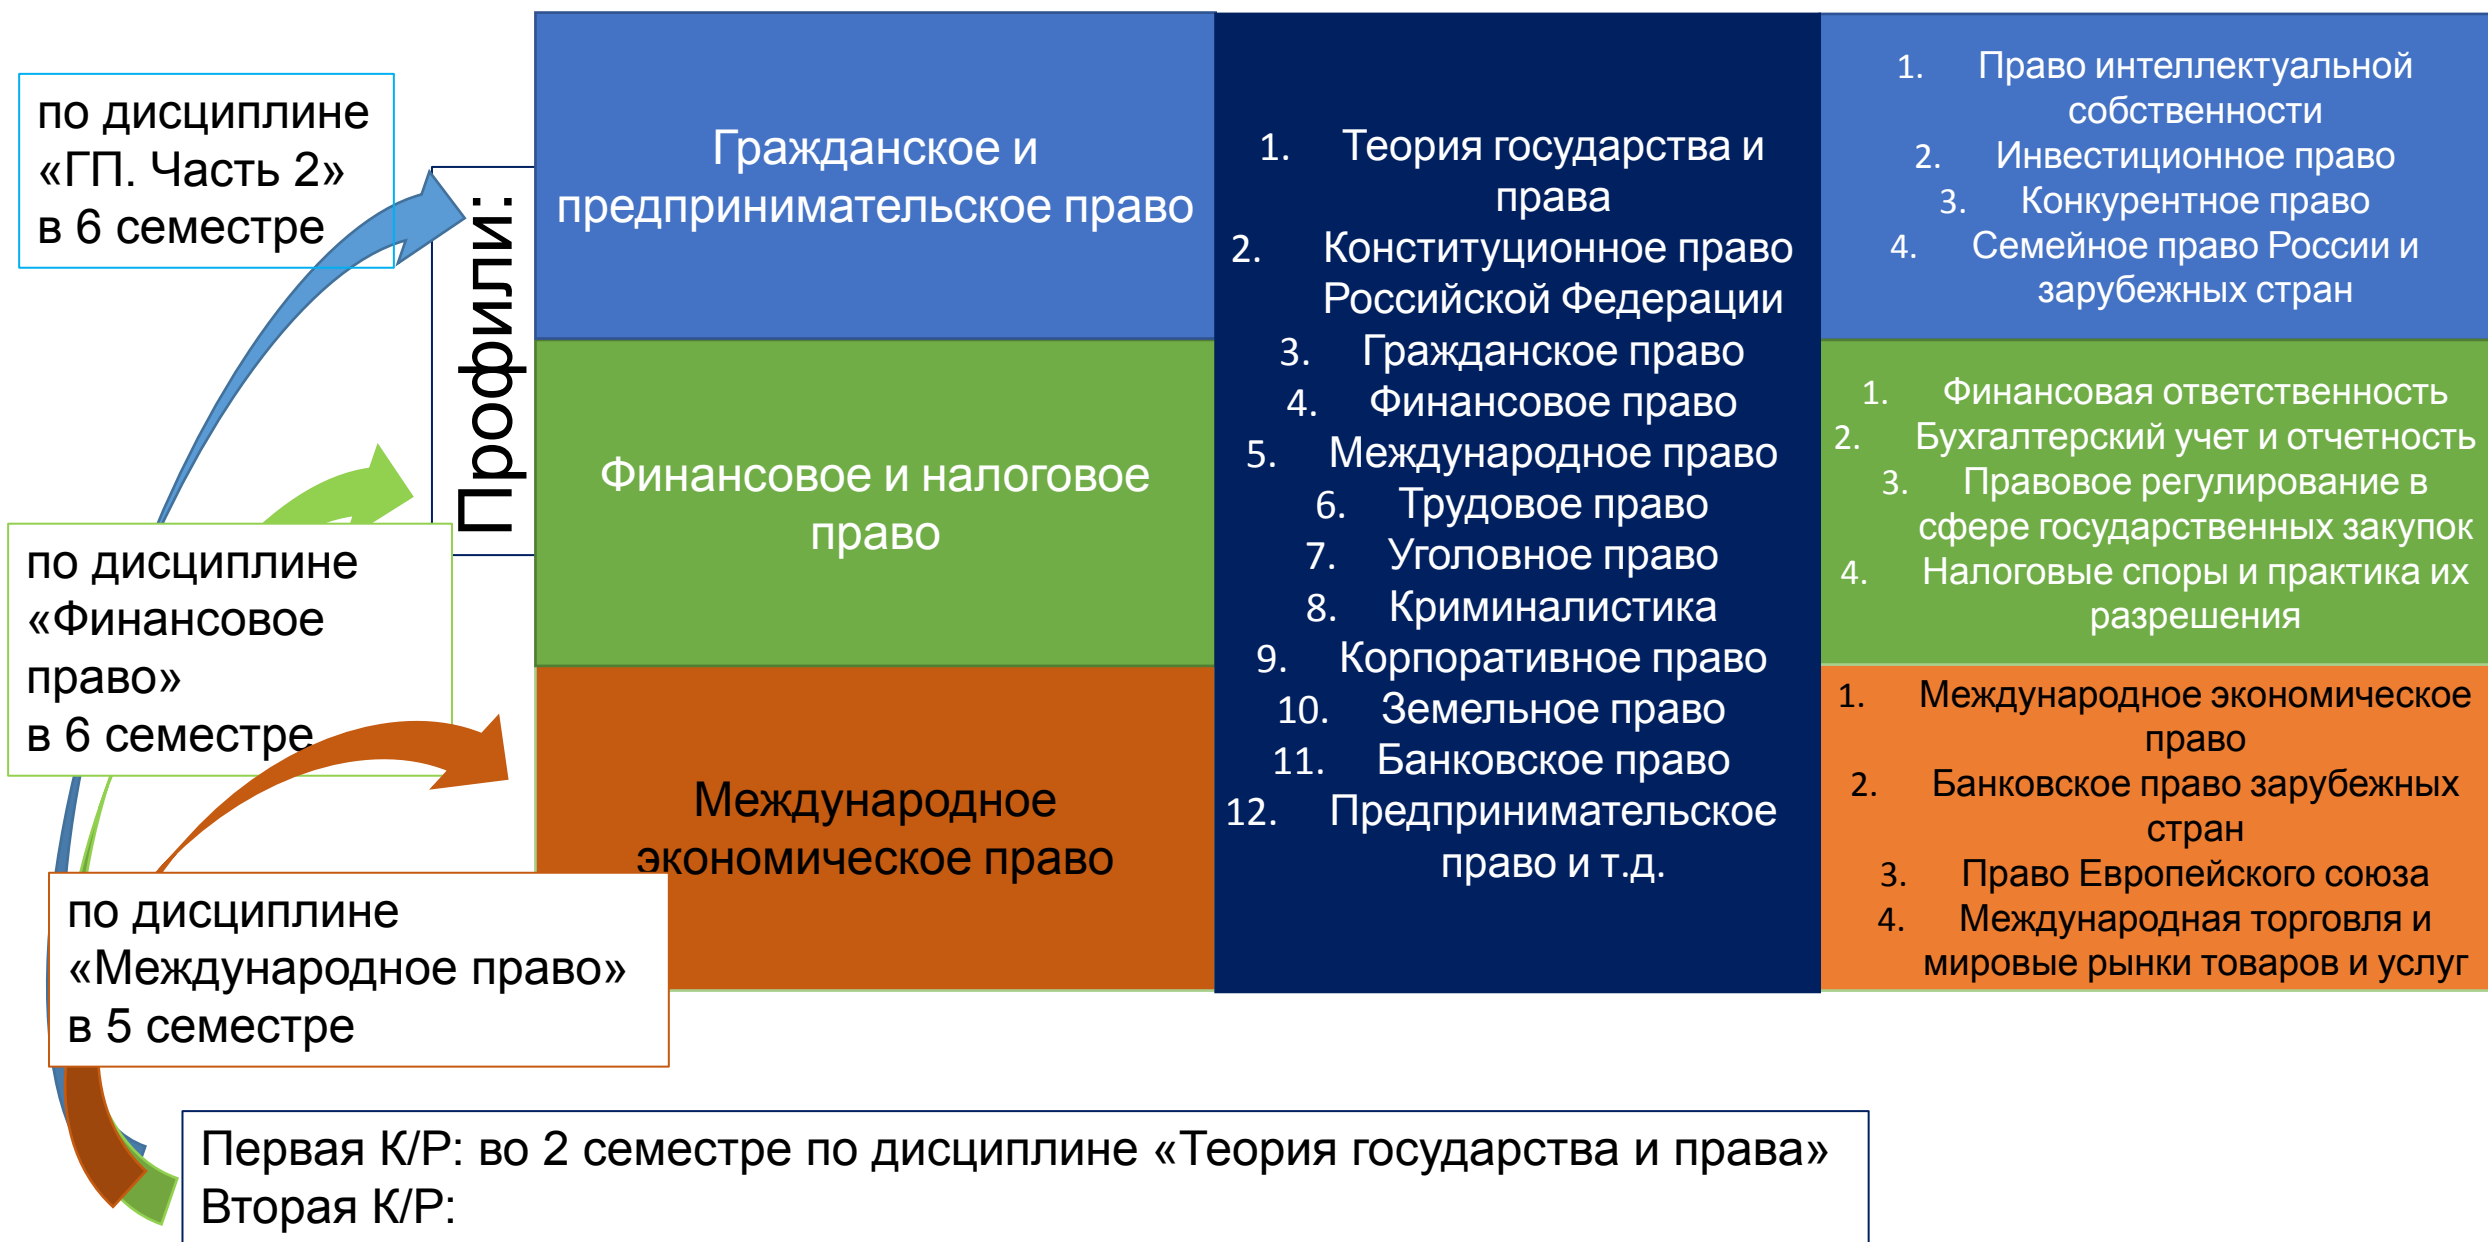 по дисциплине
«ГП. Часть 2»
в 6 семестре
по дисциплине
«Финансовое
право»
в 6 семестре
по дисциплине
«Международное право»
в 5 семестре
Профили:
Гражданское и
предпринимательское право
Финансовое и налоговое
право
Международное
экономическое право
1. Теория государства и
права
2. Конституционное право
Российской Федерации
3. Гражданское право
4. Финансовое право
5. Международное право
6. Трудовое право
7. Уголовное право
8. Криминалистика
9. Корпоративное право
10. Земельное право
11. Банковское право
12. Предпринимательское
право и т.д.
1. Право интеллектуальной
собственности
2. Инвестиционное право
3. Конкурентное право
4. Семейное право России и
зарубежных стран
1. Финансовая ответственность
2. Бухгалтерский учет и отчетность
3. Правовое регулирование в
сфере государственных закупок
4. Налоговые споры и практика их
разрешения
1. Международное экономическое
право
2. Банковское право зарубежных
стран
3. Право Европейского союза
4. Международная торговля и
мировые рынки товаров и услуг
Первая К/Р: во 2 семестре по дисциплине «Теория государства и права»
Вторая К/Р: